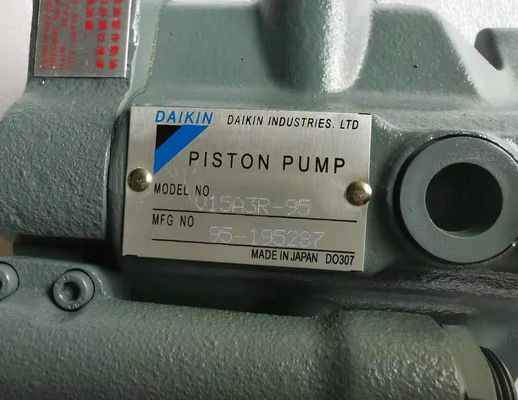 DAIKIN DAIKIN INDUSTRIES. LTD
PISTON PUMP
MODEL NO. V15A3R-95
MFG NO 95-195287
MADE IN JAPAN DO307